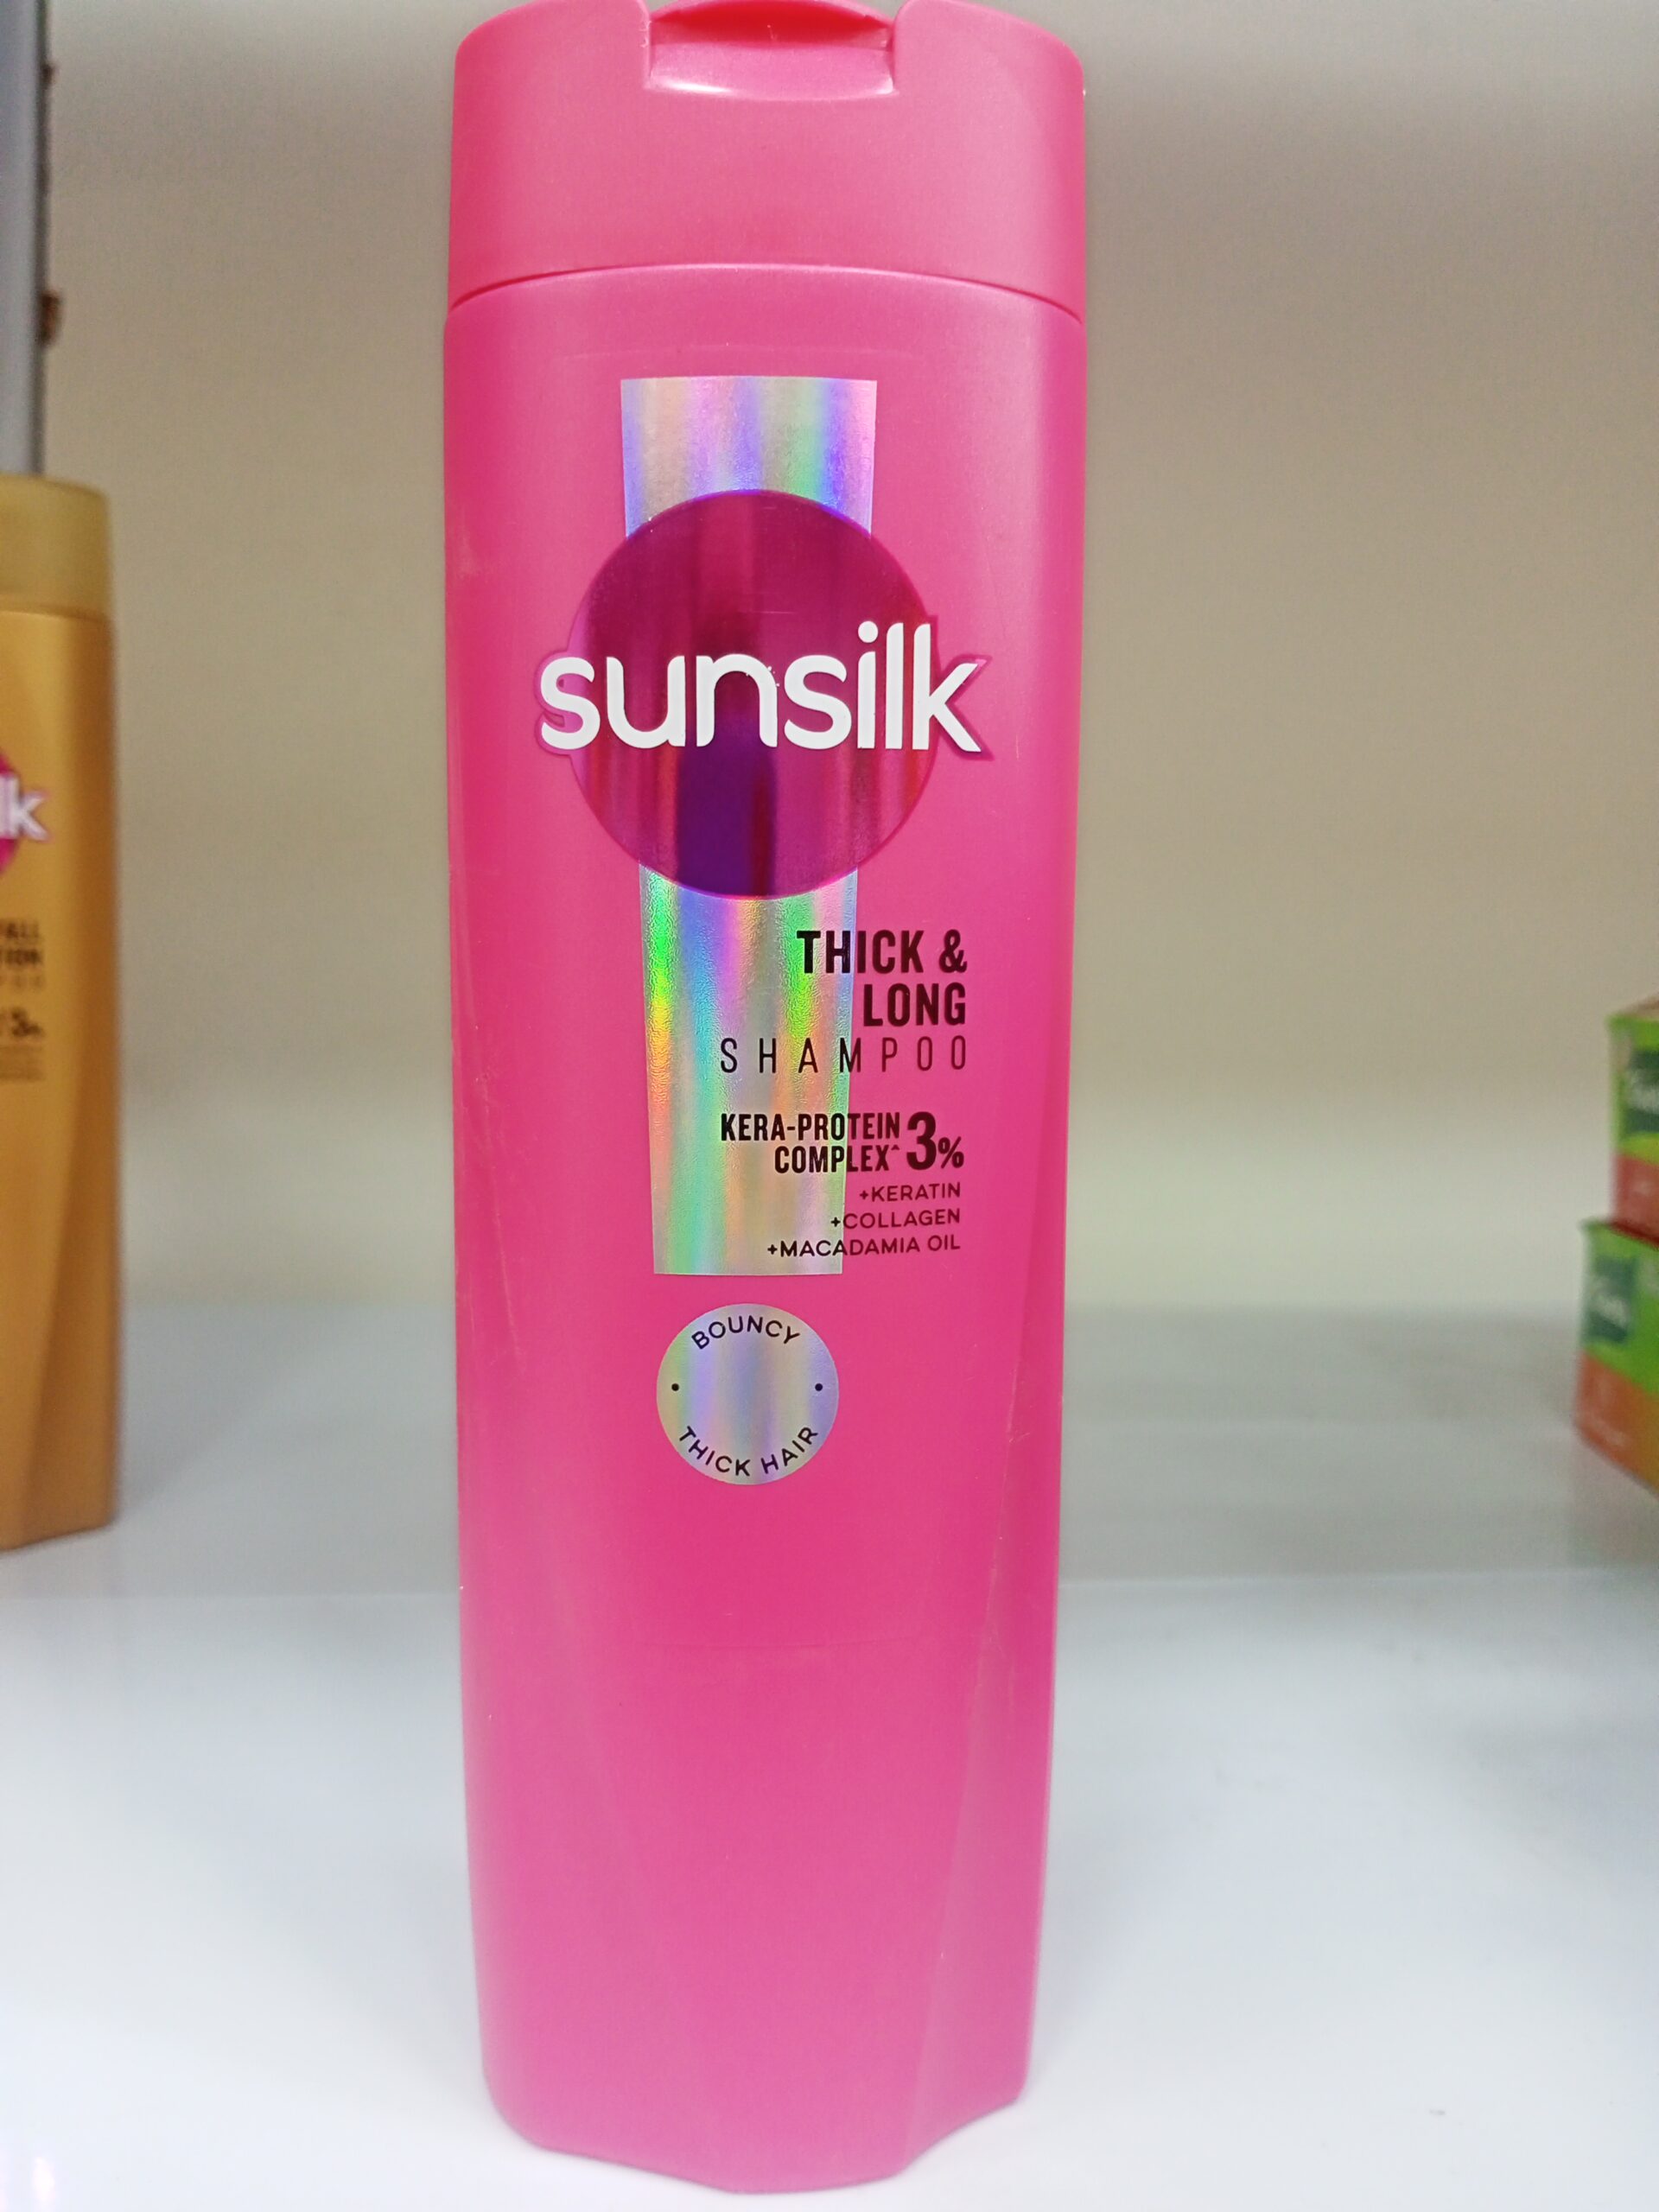 sunsilk
THICK &
LONG
SHAMPOO
KERA-PROTEIN
COMPLEX^ 3%
+KERATIN
+COLLAGEN
+MACADAMIA OIL
BOUNCY
THICK HAIR